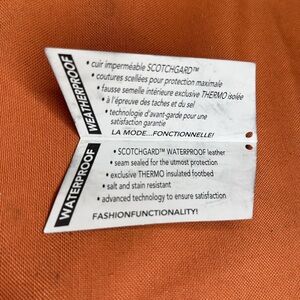 WEATHERPROOF
• cuir imperméable SCOTCHGARD™
• coutures scellées pour protection maximale
• fausse semelle intérieure exclusive THERMO isolée
• à l'épreuve des taches et du sel
• technologie d'avant-garde pour une
satisfaction garantie
LA MODE...FONCTIONNELLE!
WATERPROOF
• SCOTCHGARD™ WATERPROOF leather
• seam sealed for the utmost protection
• exclusive THERMO insulated footbed
• salt and stain resistant
• advanced technology to ensure satisfaction
FASHIONFUNCTIONALITY!